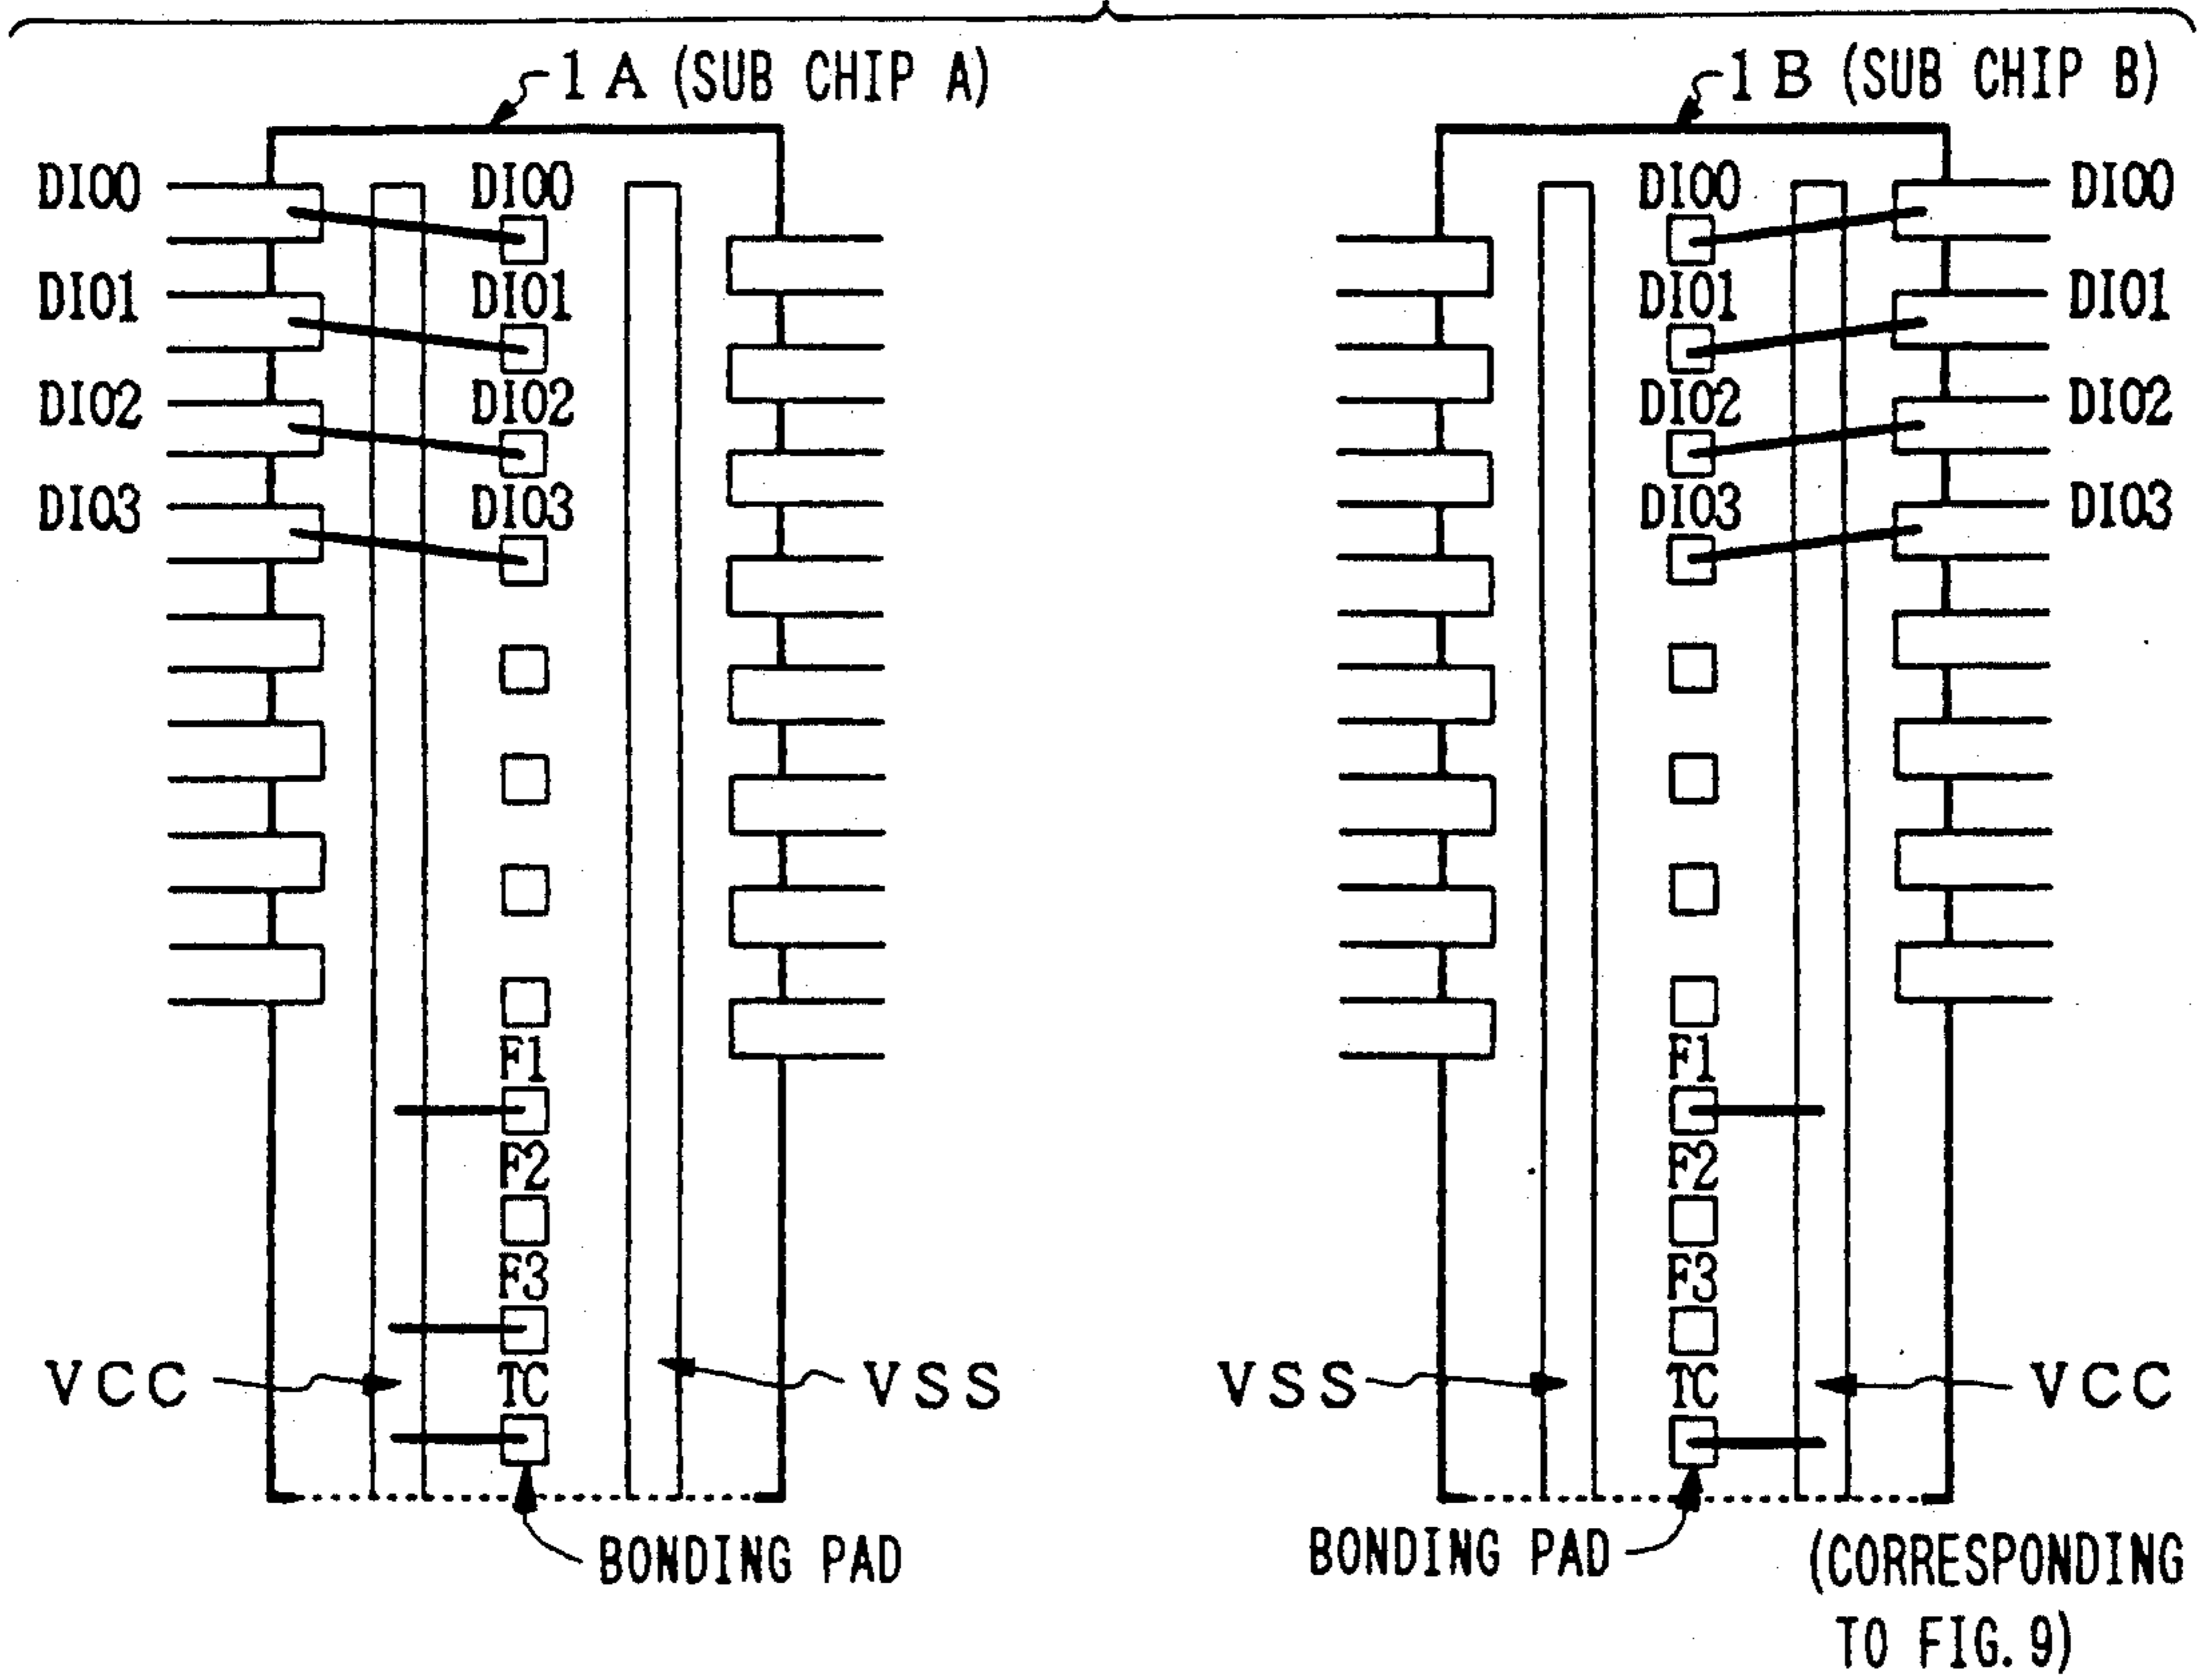 1A (SUB CHIP A)
DIO0
DIO0
DIO1
DIO1
DIO2
DIO2
DIO3
DIO3
F1
F2
F3
TC
VCC
VSS
BONDING PAD
1B (SUB CHIP B)
DIO0
DIO0
DIO1
DIO1
DIO2
DIO2
DIO3
DIO3
F1
F2
F3
TC
VSS
VCC
BONDING PAD
(CORRESPONDING
TO FIG. 9)